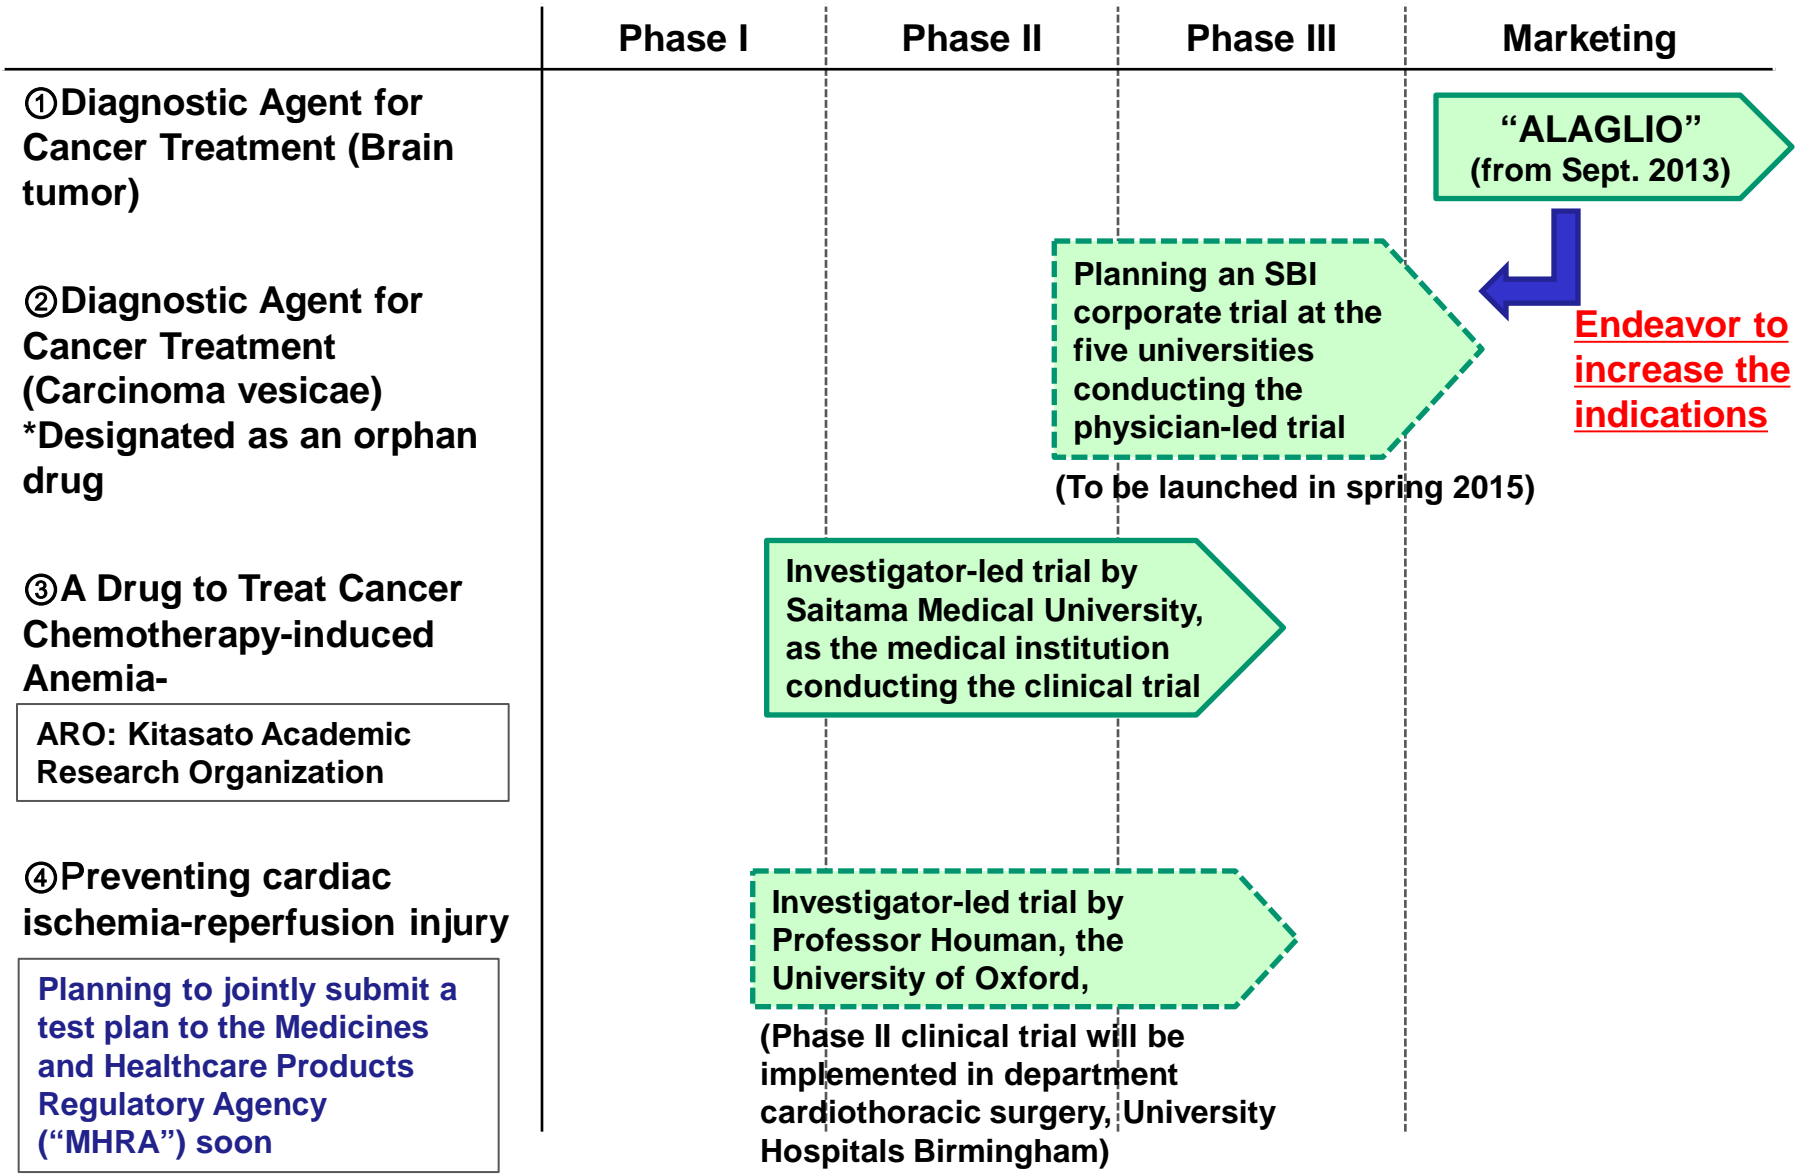 Phase I
Phase II
Phase III
Marketing
①Diagnostic Agent for
Cancer Treatment (Brain
tumor)
“ALAGLIO”
(from Sept. 2013)
②Diagnostic Agent for
Cancer Treatment
(Carcinoma vesicae)
*Designated as an orphan
drug
Planning an SBI
corporate trial at the
five universities
conducting the
physician-led trial
(To be launched in spring 2015)
Endeavor to
increase the
indications
③A Drug to Treat Cancer
Chemotherapy-induced
Anemia-
ARO: Kitasato Academic
Research Organization
Investigator-led trial by
Saitama Medical University,
as the medical institution
conducting the clinical trial
④Preventing cardiac
ischemia-reperfusion injury
Planning to jointly submit a
test plan to the Medicines
and Healthcare Products
Regulatory Agency
(“MHRA”) soon
Investigator-led trial by
Professor Houman, the
University of Oxford,
(Phase II clinical trial will be
implemented in department
cardiothoracic surgery, University
Hospitals Birmingham)